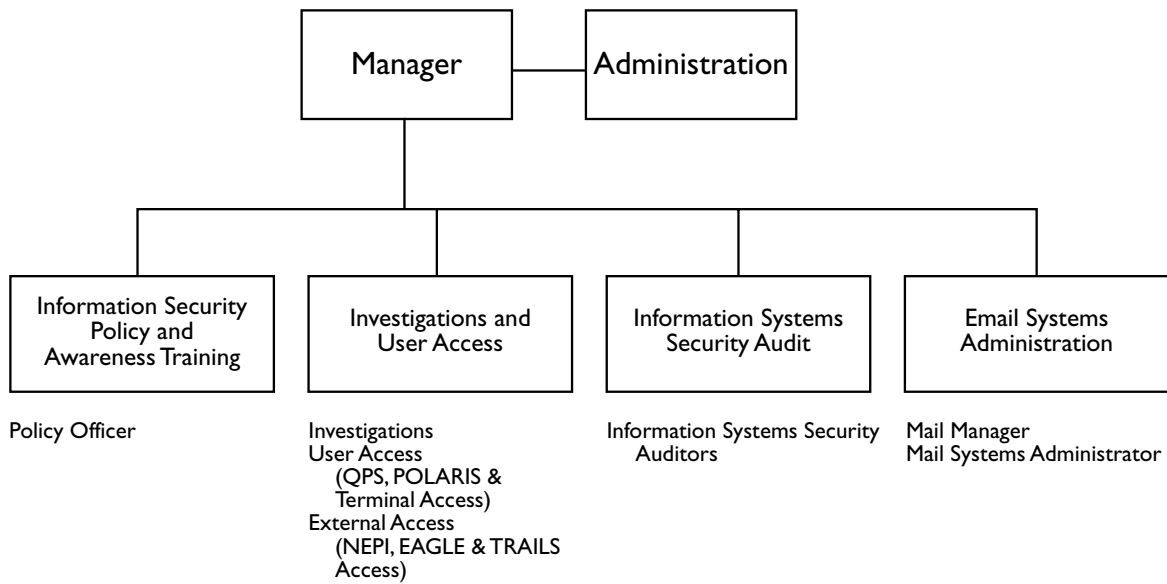 Manager
Administration
Information Security
Policy and
Awareness Training
Investigations and
User Access
Information Systems
Security Audit
Email Systems
Administration
Policy Officer
Investigations
User Access
(QPS, POLARIS &
Terminal Access)
External Access
(NEPI, EAGLE & TRAILS
Access)
Information Systems Security
Auditors
Mail Manager
Mail Systems Administrator